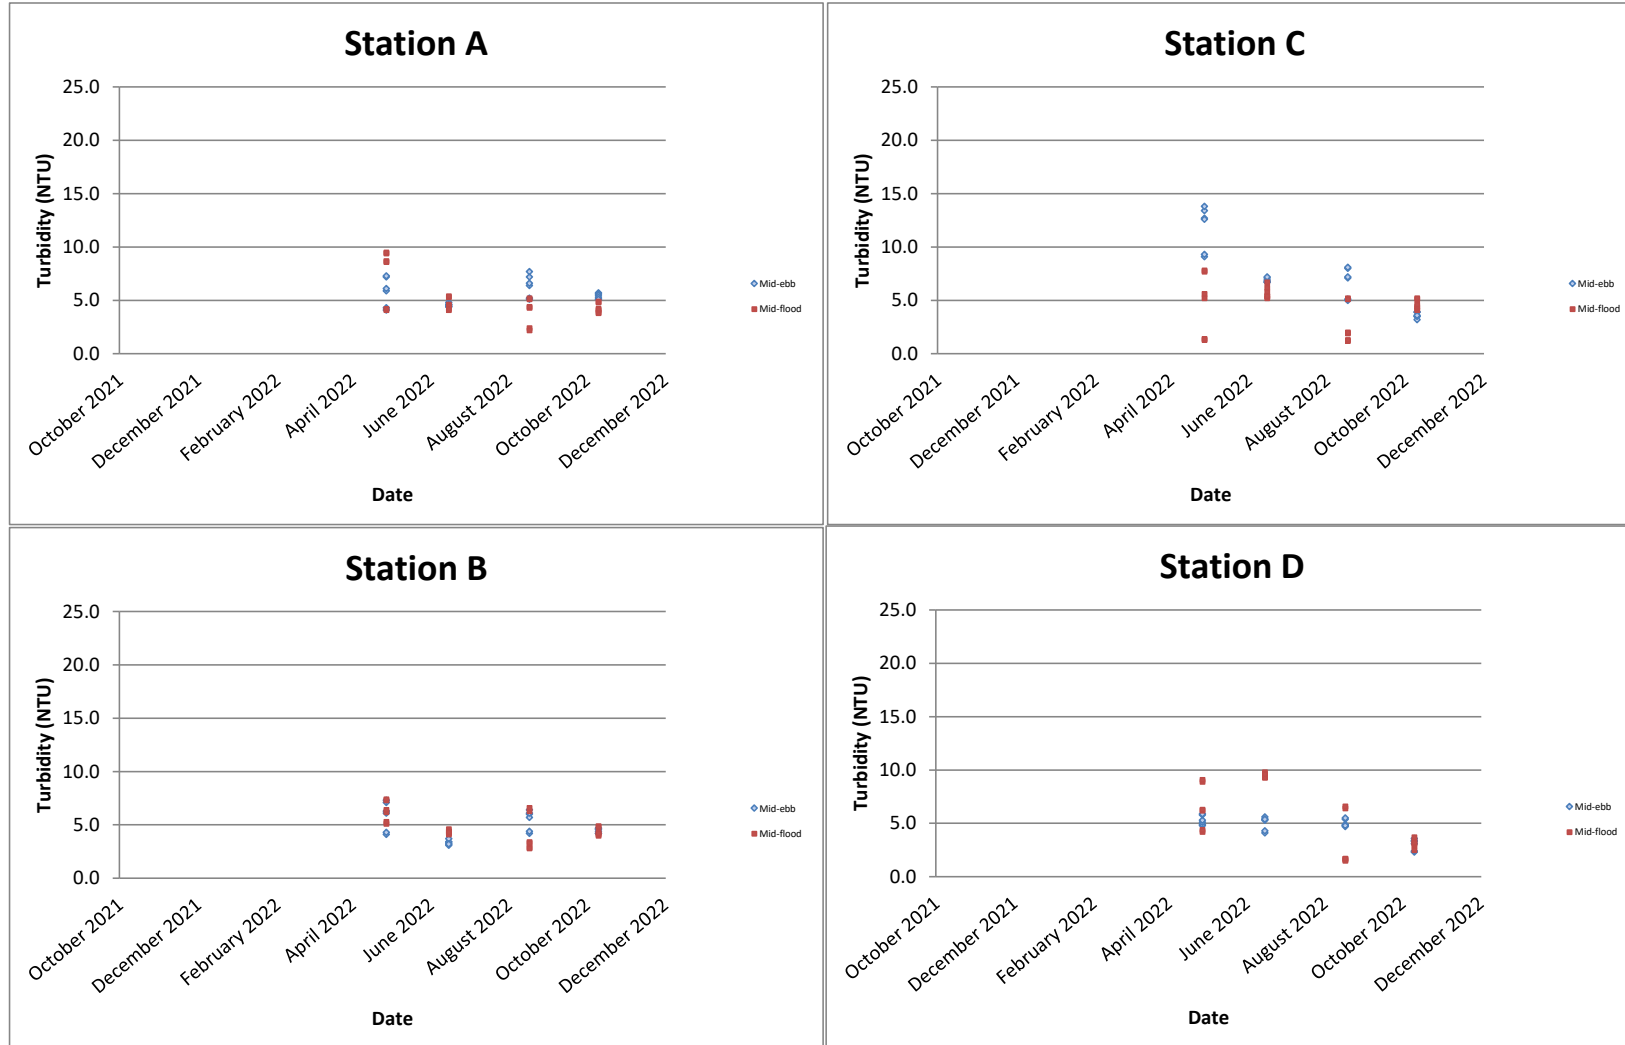 Station A
25.0
20.0
15.0
10.0
5.0
0.0
Turbidity (NTU)
October 2021
December 2021
February 2022
April 2022
June 2022
August 2022
October 2022
December 2022
Date
Mid-ebb
Mid-flood
Station C
25.0
20.0
15.0
10.0
5.0
0.0
Turbidity (NTU)
October 2021
December 2021
February 2022
April 2022
June 2022
August 2022
October 2022
December 2022
Date
Mid-ebb
Mid-flood
Station B
25.0
20.0
15.0
10.0
5.0
0.0
Turbidity (NTU)
October 2021
December 2021
February 2022
April 2022
June 2022
August 2022
October 2022
December 2022
Date
Mid-ebb
Mid-flood
Station D
25.0
20.0
15.0
10.0
5.0
0.0
Turbidity (NTU)
October 2021
December 2021
February 2022
April 2022
June 2022
August 2022
October 2022
December 2022
Date
Mid-ebb
Mid-flood